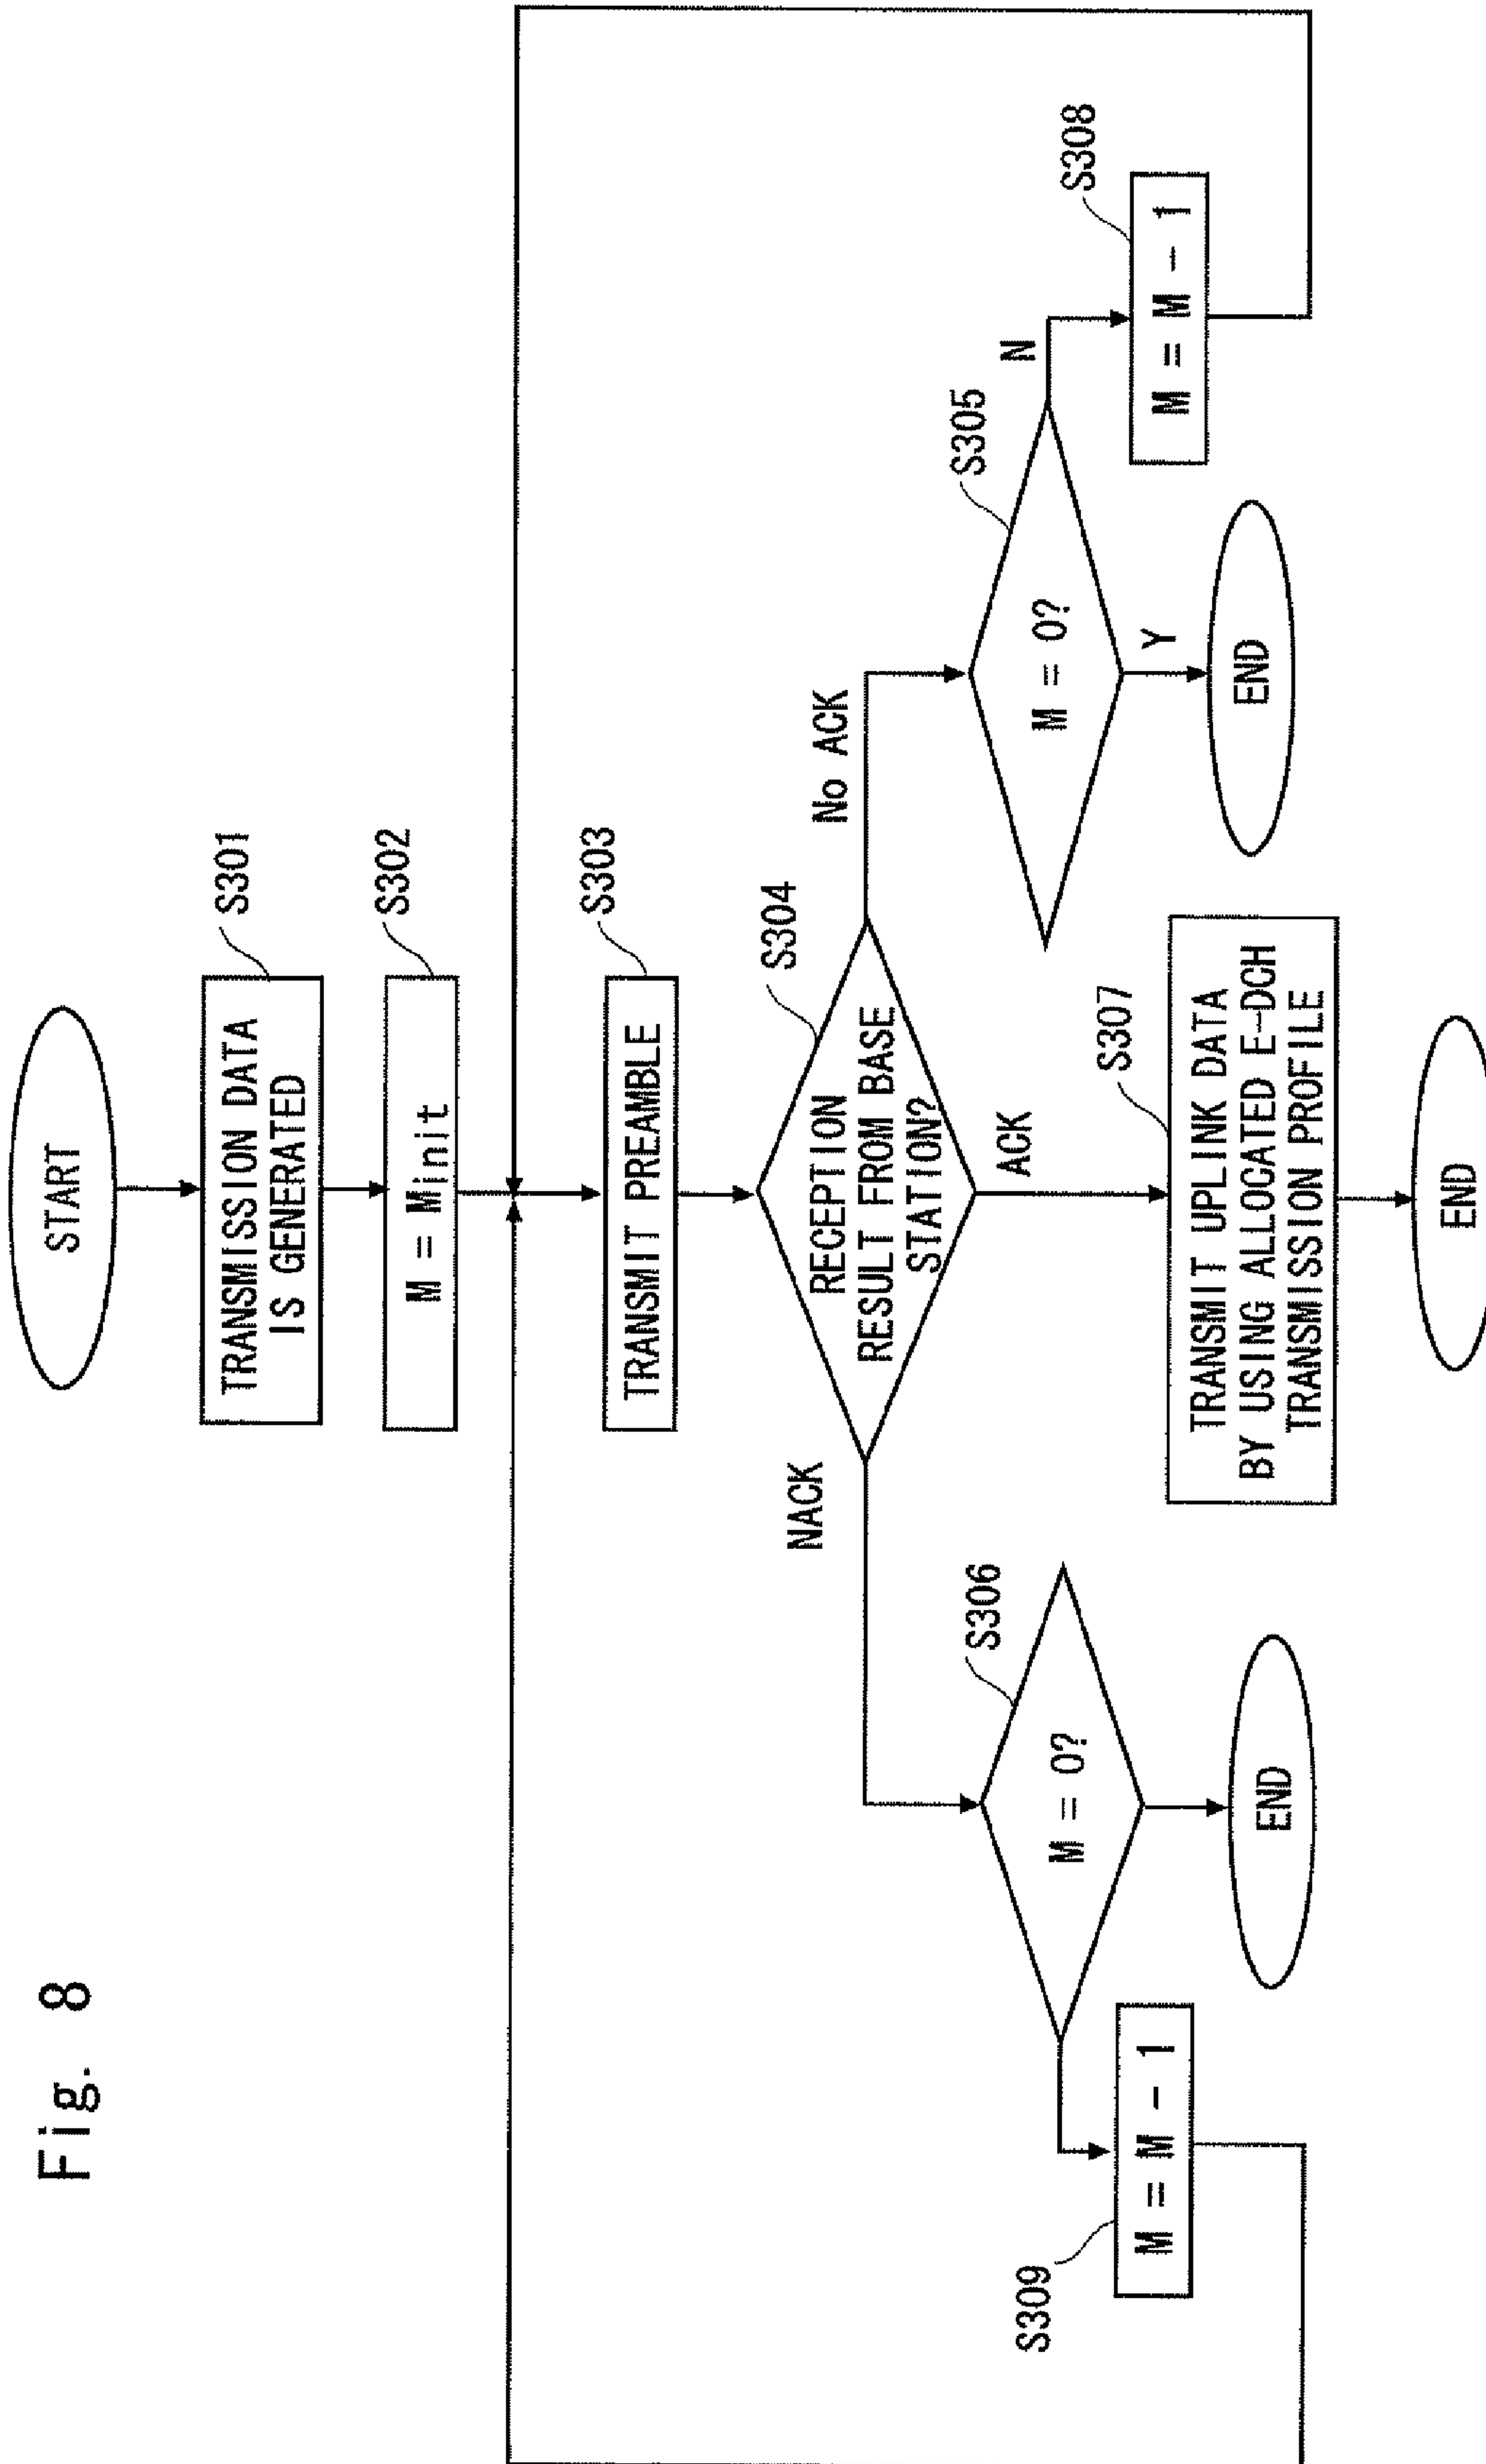 Fig. 8
START
S301
TRANSMISSION DATA
IS GENERATED
S302
M = Minit
S303
TRANSMIT PREAMBLE
S304
RECEPTION
RESULT FROM BASE
STATION?
NACK
No ACK
ACK
S306
M = 0?
S307
TRANSMIT UPLINK DATA
BY USING ALLOCATED E-DCH
TRANSMISSION PROFILE
S305
M = 0?
N
Y
S309
M = M - 1
S308
M = M - 1
END
END
END